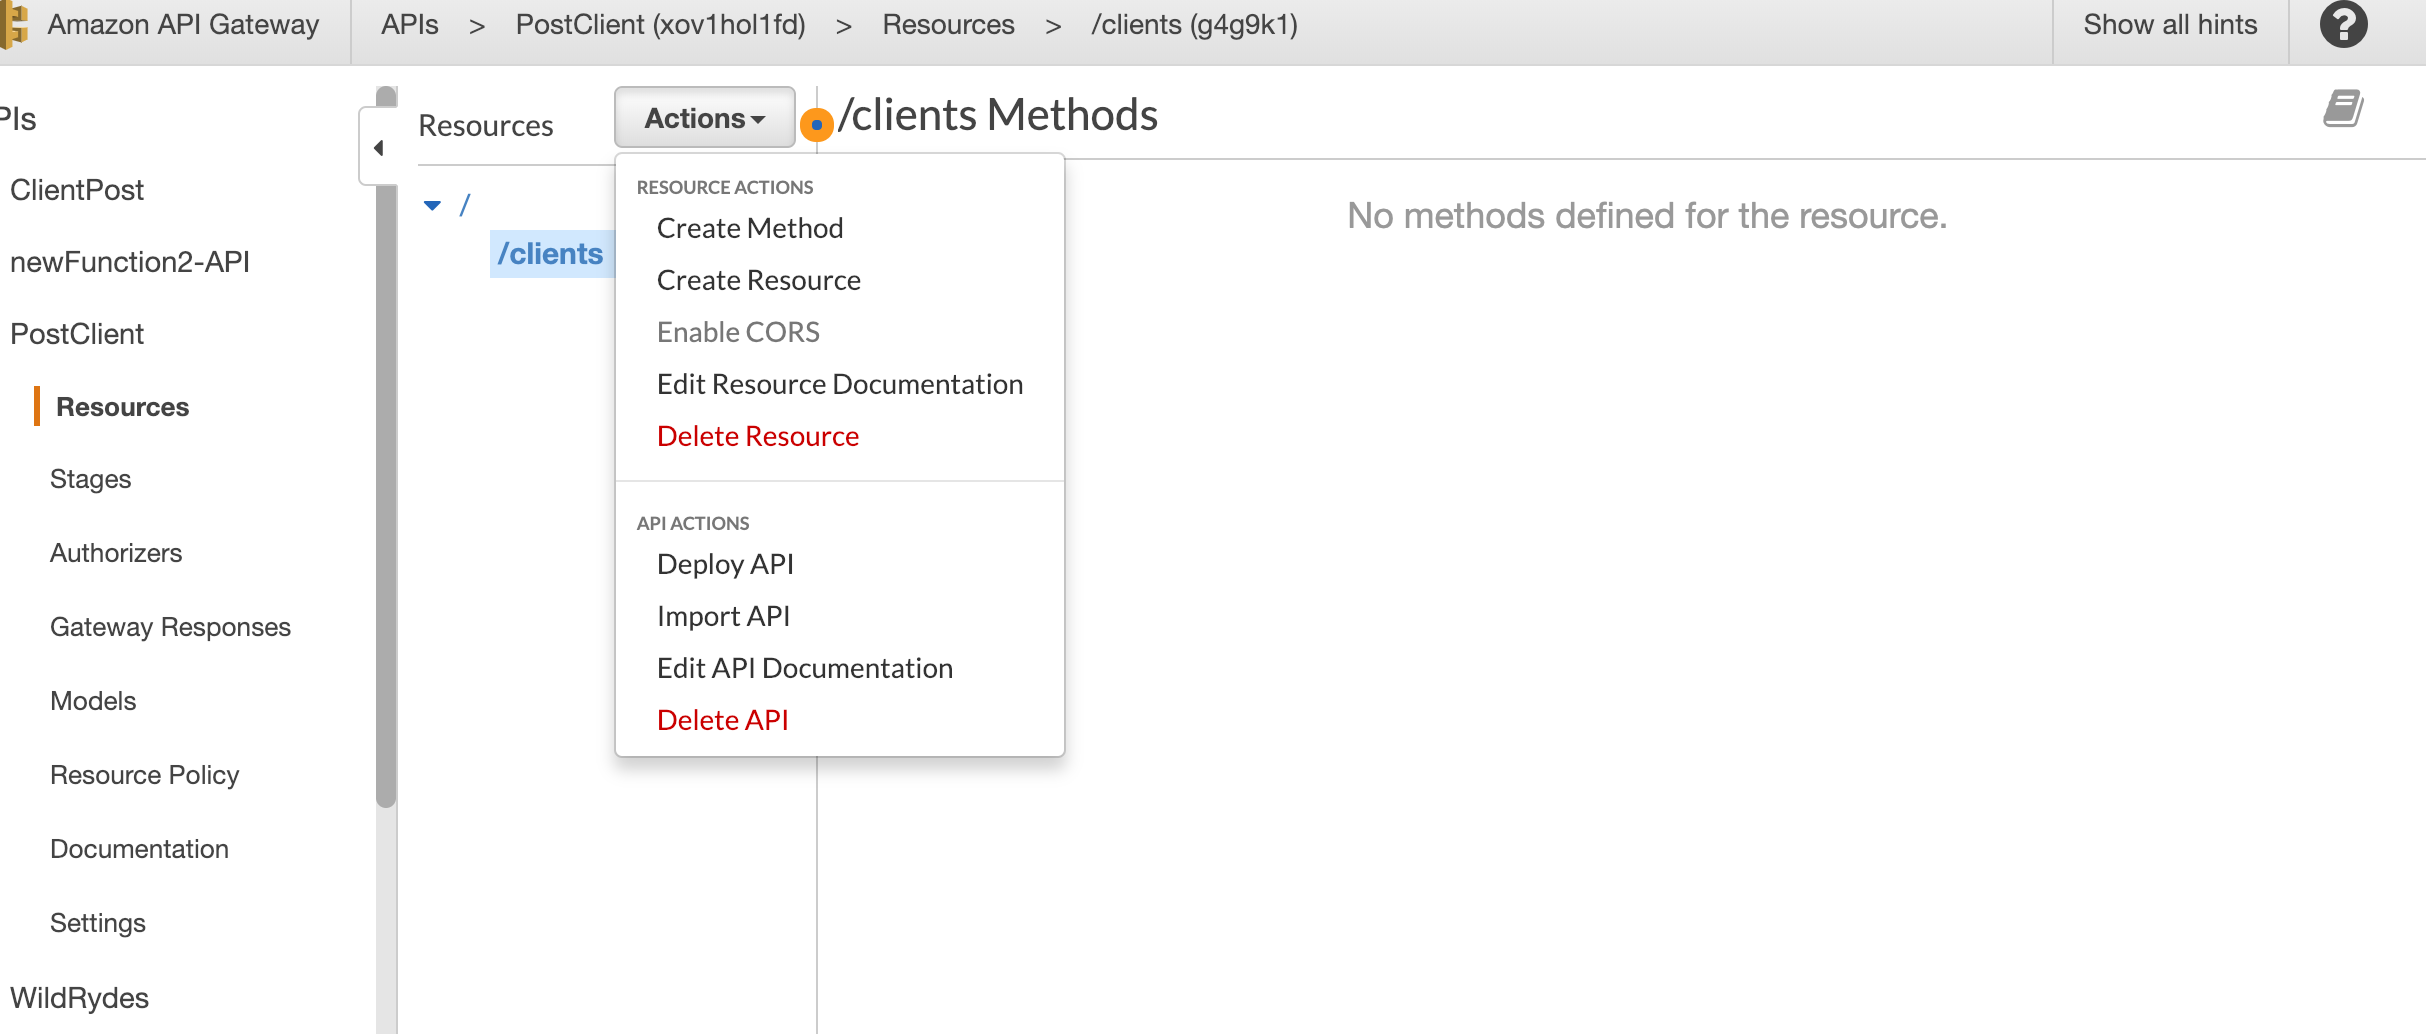 Amazon API Gateway
APIs > PostClient (xov1hol1fd) > Resources > /clients (g4g9k1)
Show all hints
?
PIs
ClientPost
newFunction2-API
PostClient
Resources
Stages
Authorizers
Gateway Responses
Models
Resource Policy
Documentation
Settings
WildRydes
Resources
Actions
/
/clients
RESOURCE ACTIONS
Create Method
Create Resource
Enable CORS
Edit Resource Documentation
Delete Resource
API ACTIONS
Deploy API
Import API
Edit API Documentation
Delete API
/clients Methods
No methods defined for the resource.